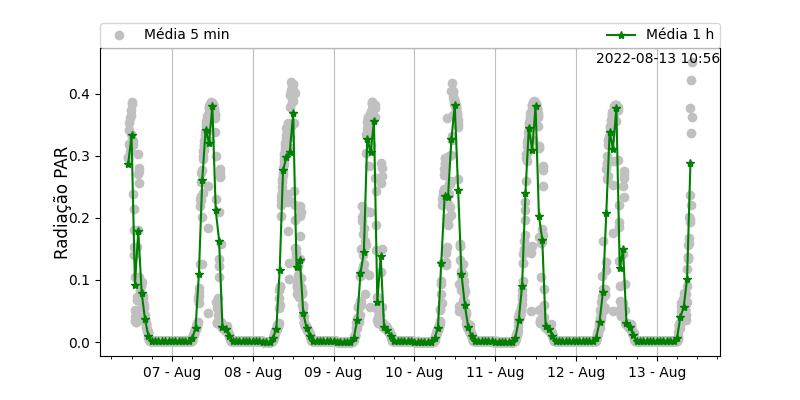 Média 5 min
Média 1 h
2022-08-13 10:56
Radiação PAR
0.4
0.3
0.2
0.1
0.0
07 - Aug
08 - Aug
09 - Aug
10 - Aug
11 - Aug
12 - Aug
13 - Aug